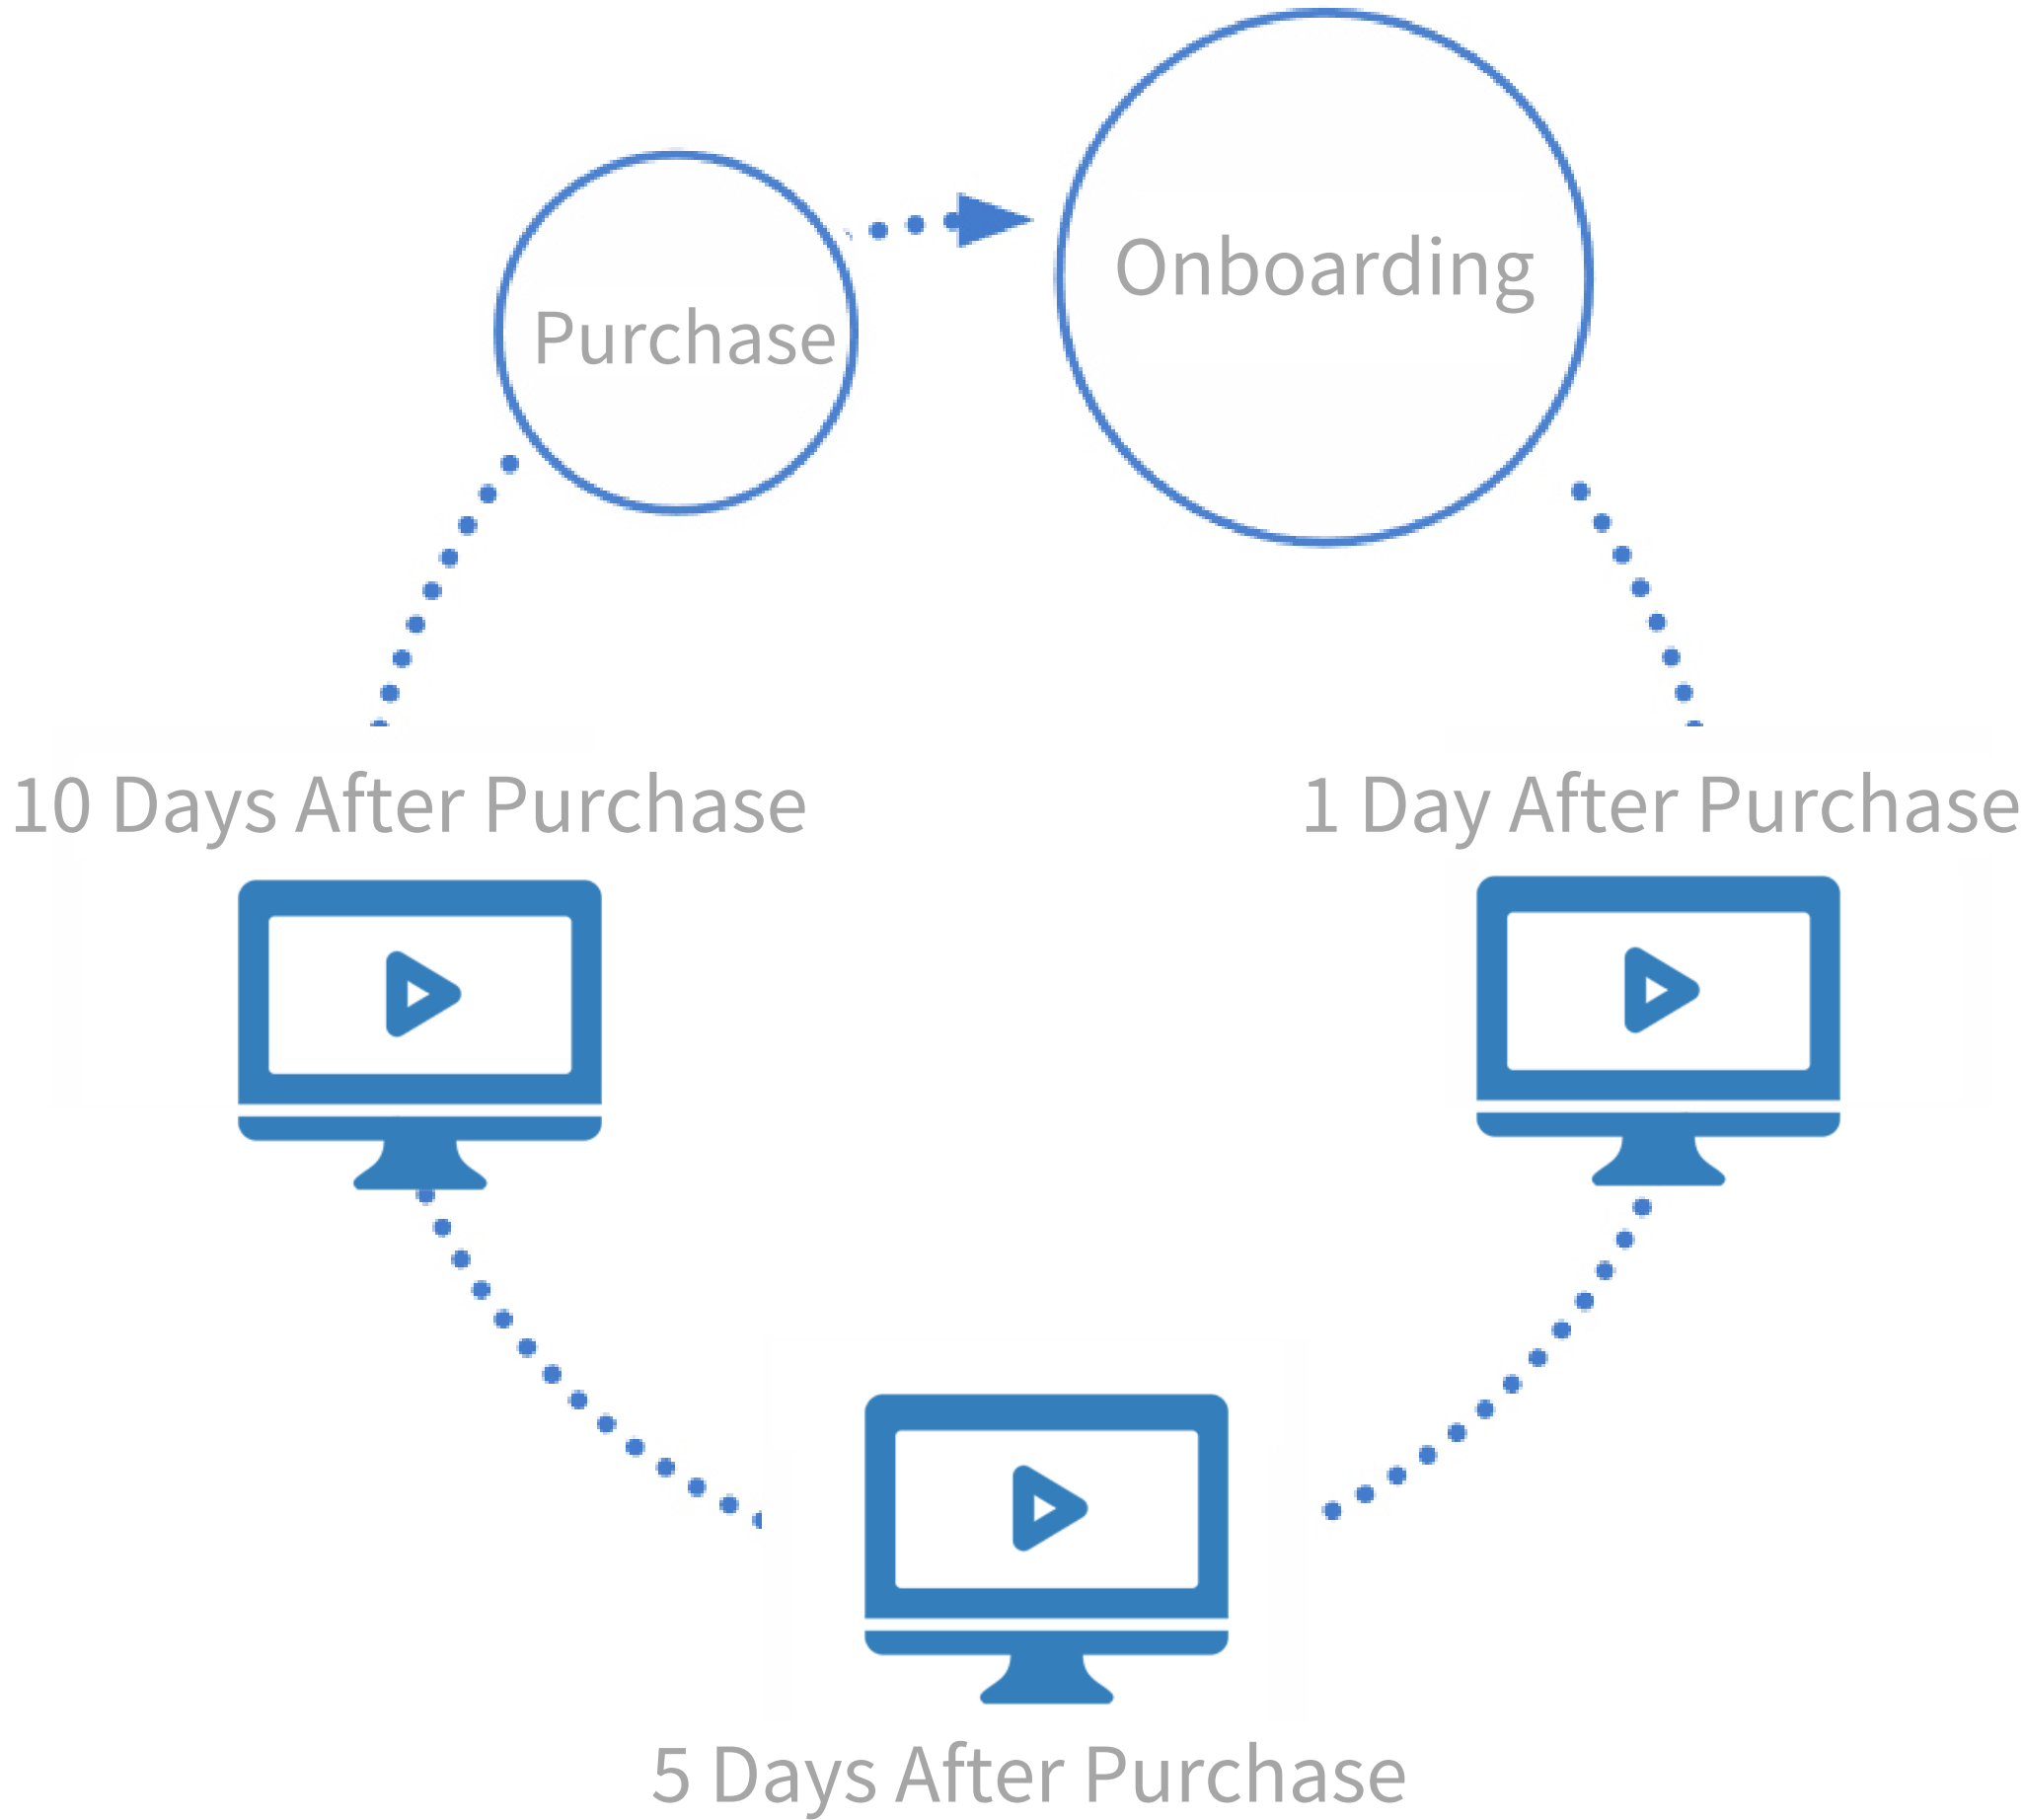 Onboarding
Purchase
10 Days After Purchase
1 Day After Purchase
5 Days After Purchase